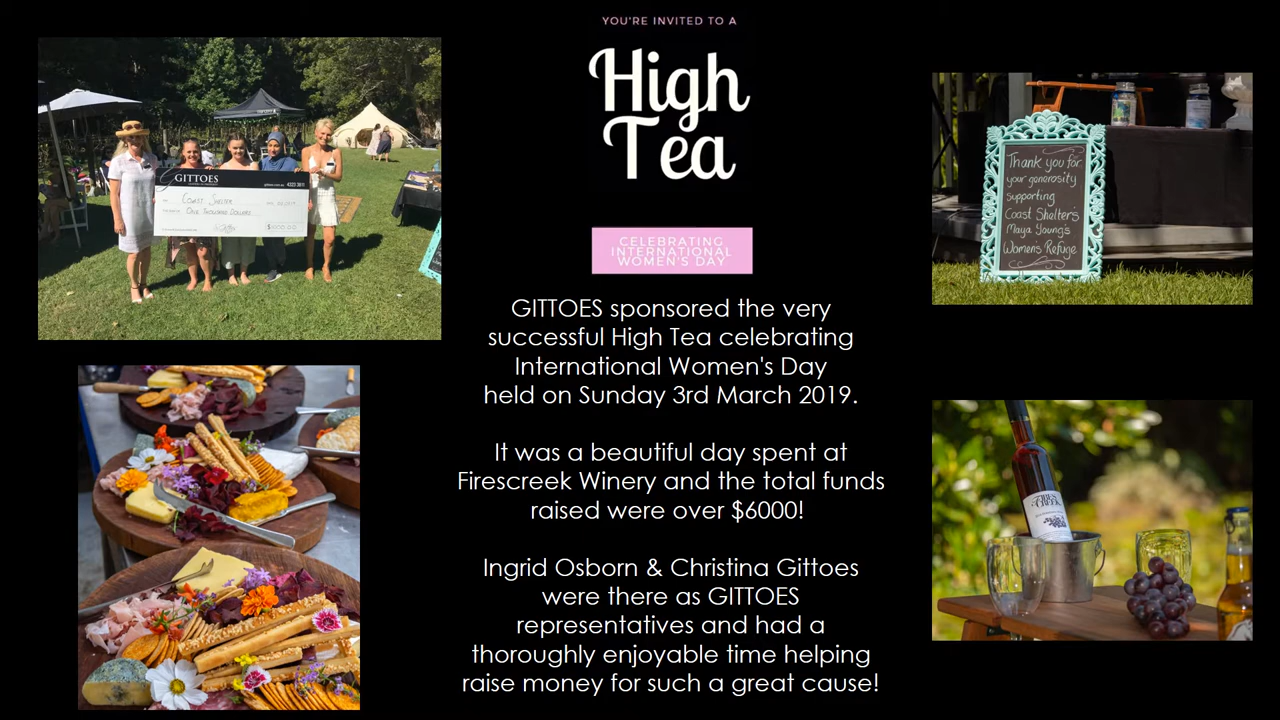 YOU'RE INVITED TO A
High
Tea
CELEBRATING
INTERNATIONAL
WOMEN'S DAY
GITTOES sponsored the very
successful High Tea celebrating
International Women's Day
held on Sunday 3rd March 2019.
It was a beautiful day spent at
Firescreek Winery and the total funds
raised were over $6000!
Ingrid Osborn & Christina Gittoes
were there as GITTOES
representatives and had a
thoroughly enjoyable time helping
raise money for such a great cause!
GITTOES
Coast Shelter
One Thousand Dollars
Thank you for
your generosity
supporting
Coast Shelter's
Maya Young's
Women's Refuge